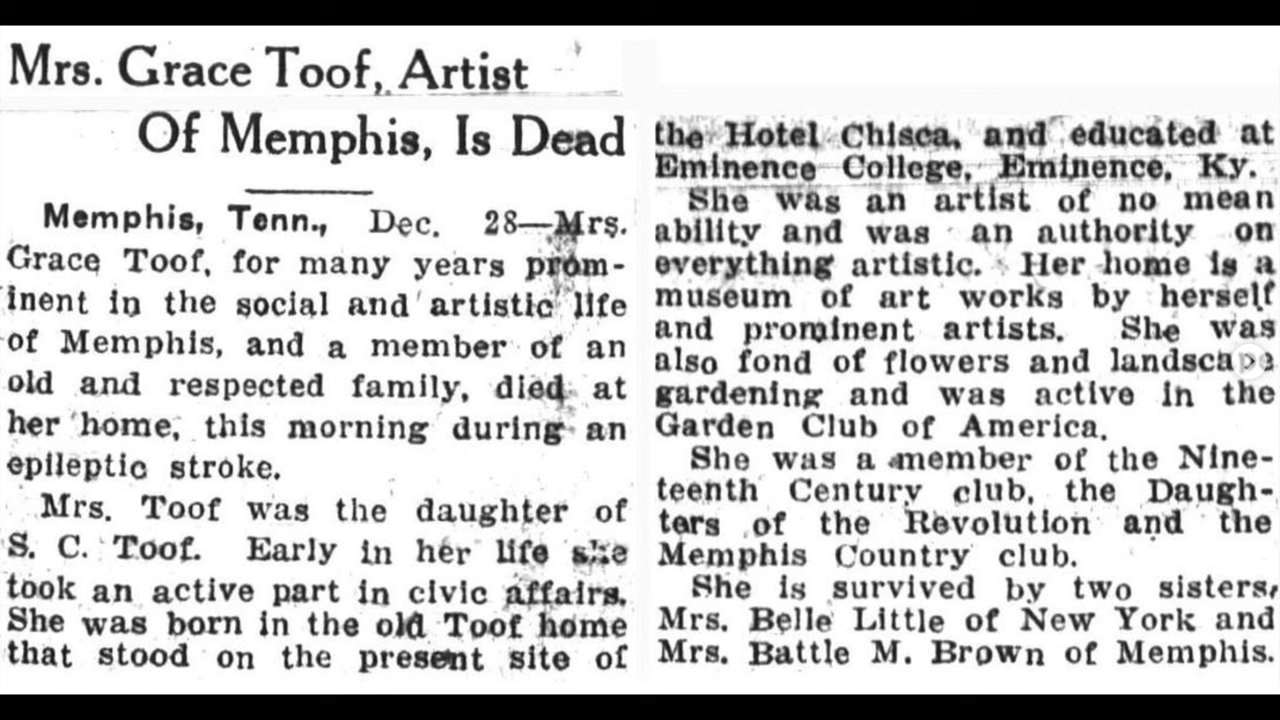 Mrs. Grace Toof, Artist
Of Memphis, Is Dead
Memphis, Tenn., Dec. 28—Mrs.
Grace Toof, for many years prom-
inent in the social and artistic life
of Memphis, and a member of an
old and respected family, died at
her home, this morning during an
epileptic stroke.
Mrs. Toof was the daughter of
S. C. Toof. Early in her life she
took an active part in civic affairs.
She was born in the old Toof home
that stood on the present site of
the Hotel Chisca, and educated at
Eminence College, Eminence, Ky.
She was an artist of no mean
ability and was an authority on
everything artistic. Her home is a
museum of art works by herself
and prominent artists. She was
also fond of flowers and landscape
gardening and was active in the
Garden Club of America.
She was a member of the Nine-
teenth Century club, the Daugh-
ters of the Revolution and the
Memphis Country club.
She is survived by two sisters,
Mrs. Belle Little of New York and
Mrs. Battle M. Brown of Memphis.